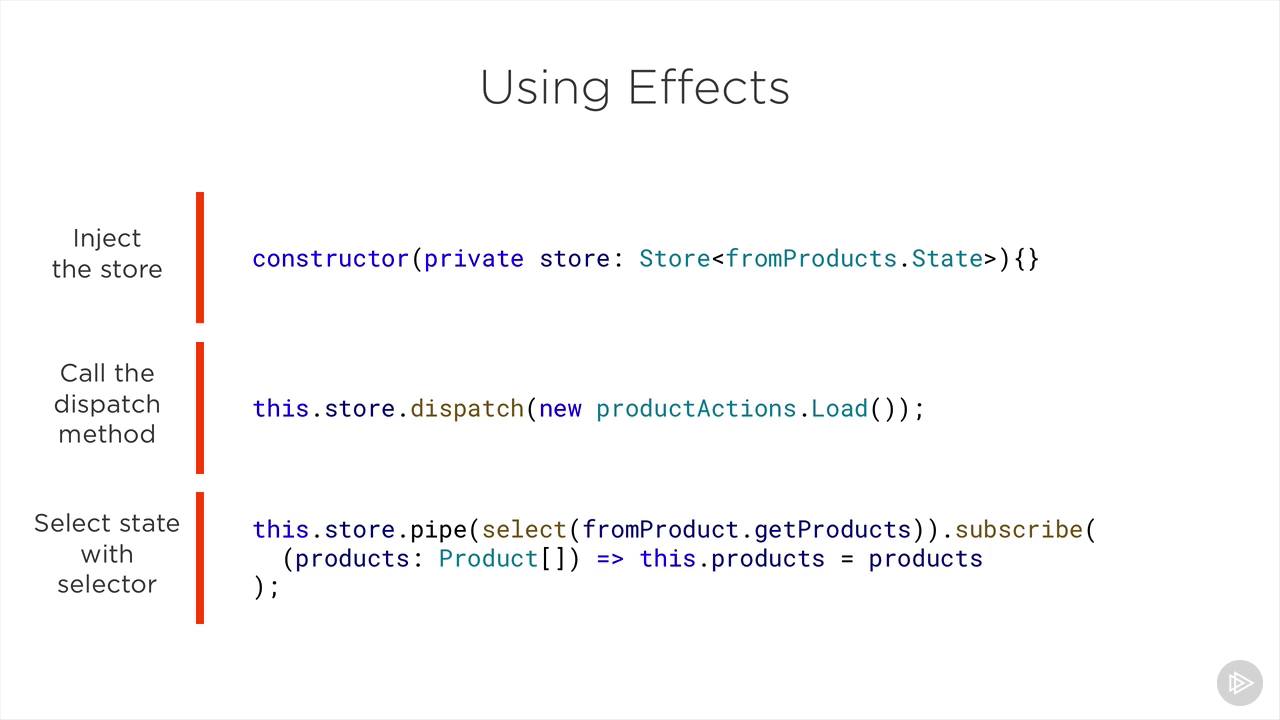 Using Effects
Inject
the store
constructor(private store: Store<fromProducts.State>){}
Call the
dispatch
method
this.store.dispatch(new productActions.Load());
Select state
with
selector
this.store.pipe(select(fromProduct.getProducts)).subscribe(
  (products: Product[]) => this.products = products
);